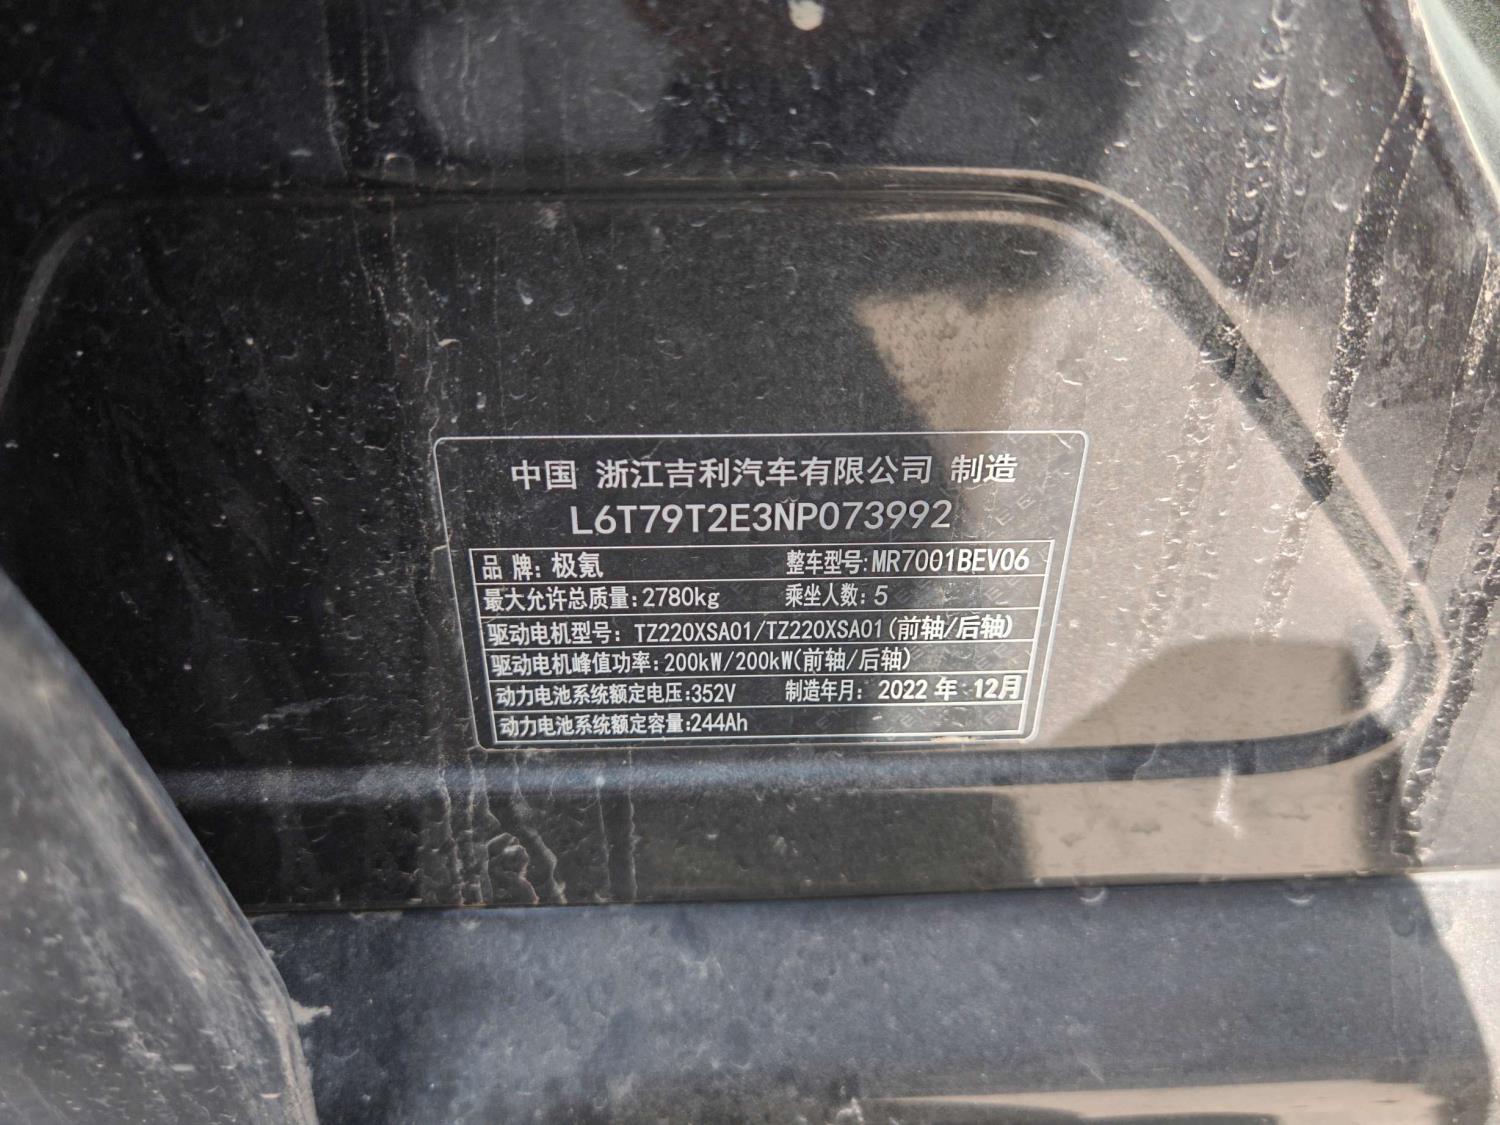 中国 浙江吉利汽车有限公司 制造
L6T79T2E3NP073992
品 牌: 极氪 整车型号: MR7001BEV06
最大允许总质量: 2780kg 乘坐人数: 5
驱动电机型号: TZ220XSA01/TZ220XSA01(前轴/后轴)
驱动电机峰值功率: 200kW/200kW(前轴/后轴)
动力电池系统额定电压: 352V 制造年月: 2022 年 12月
动力电池系统额定容量: 244Ah